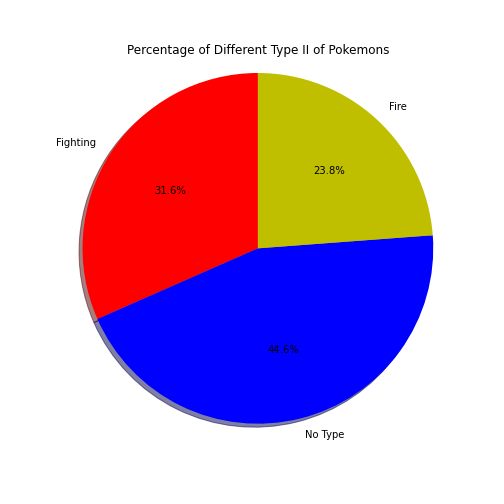 Percentage of Different Type II of Pokemons
Fire
Fighting
23.8%
31.6%
44.6%
No Type